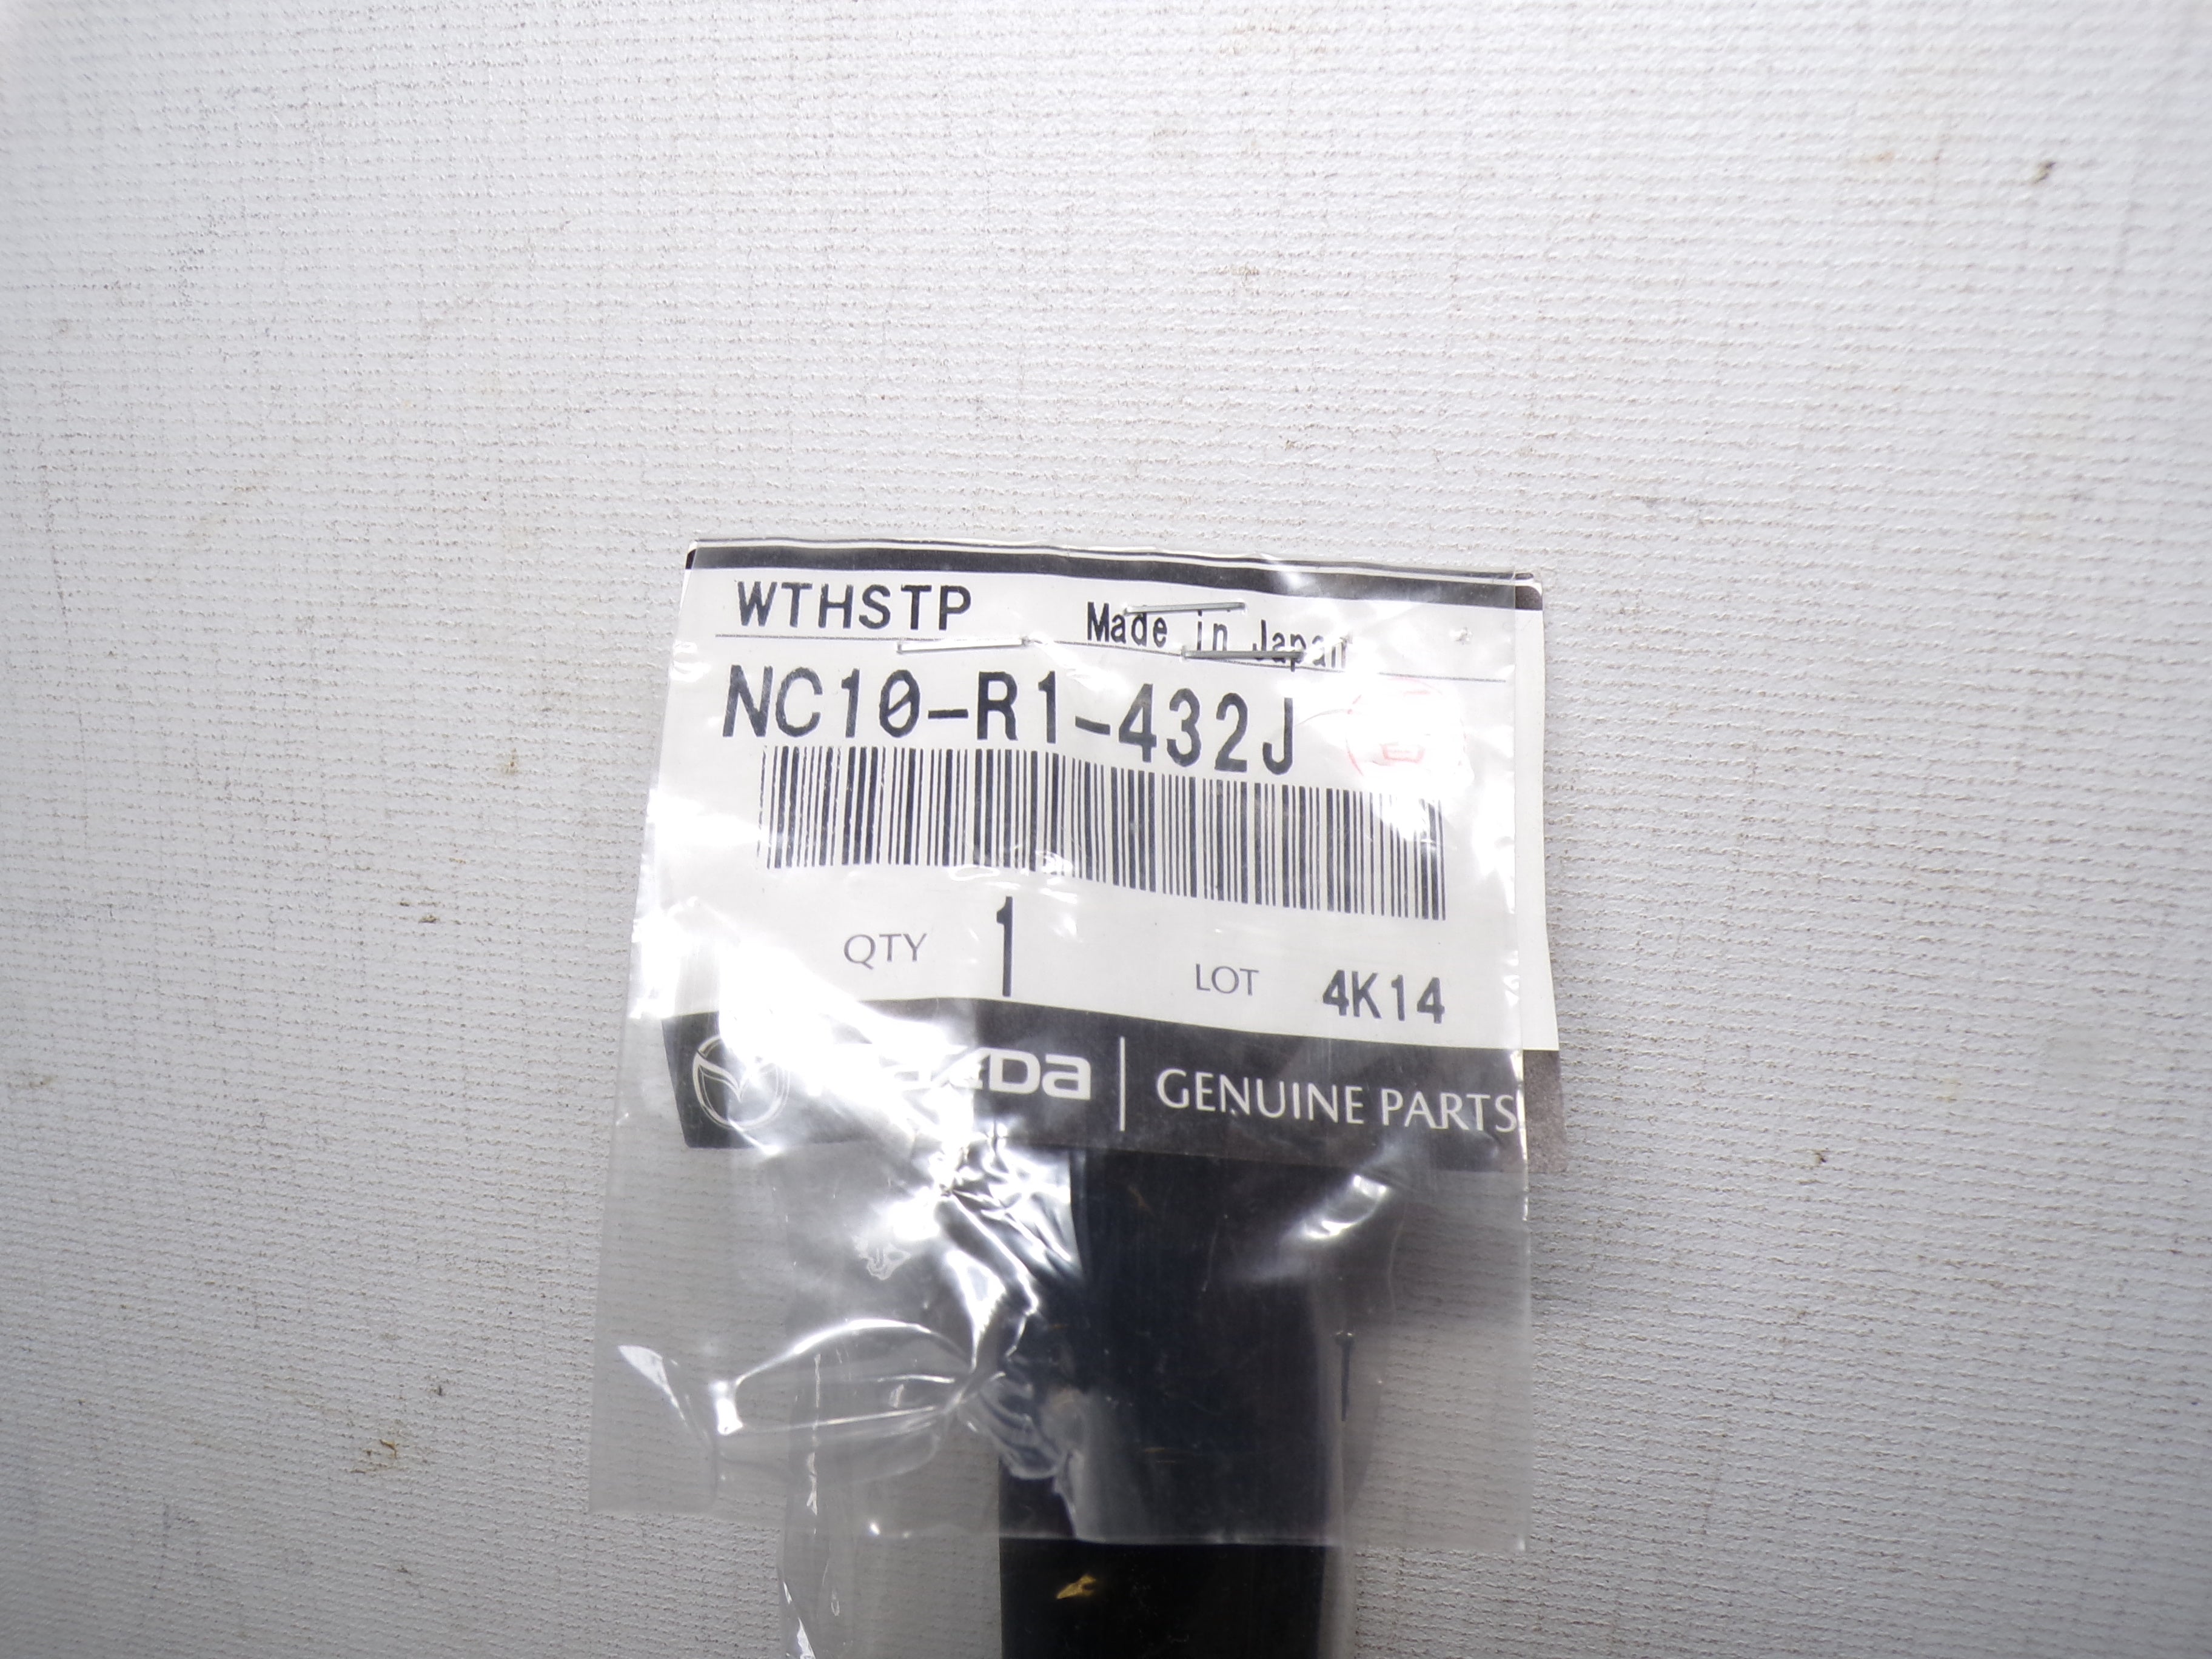 WTHSTP Made in Japan
NC10-R1-432J
QTY 1 LOT 4K14
GENUINE PARTS